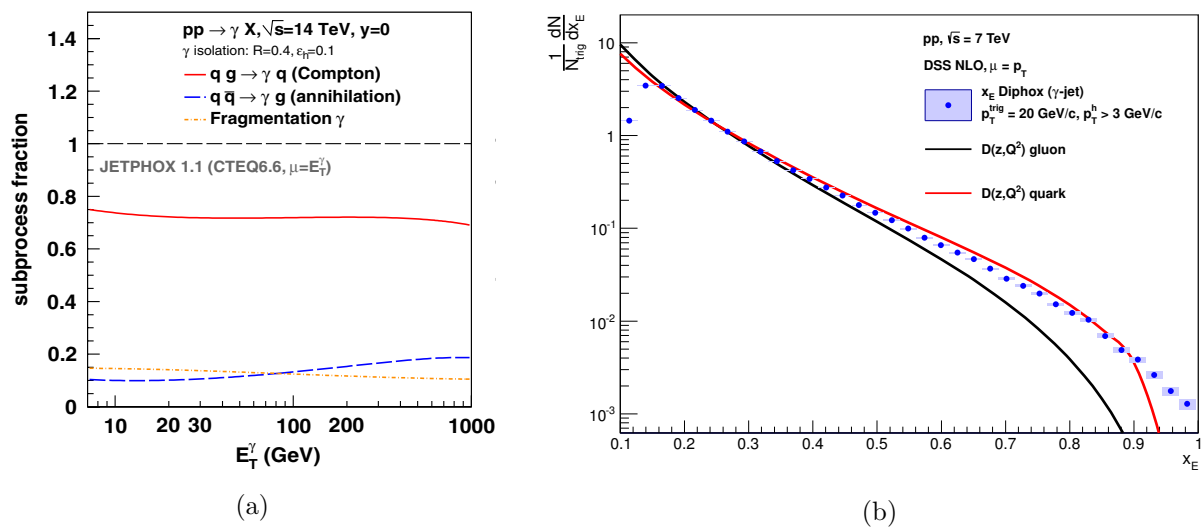 pp → γ X, √s=14 TeV, y=0
γ isolation: R=0.4, εh=0.1
q g → γ q (Compton)
q q̄ → γ g (annihilation)
Fragmentation γ
JETPHOX 1.1 (CTEQ6.6, μ=E_T^γ)
subprocess fraction
1.4
1.2
1
0.8
0.6
0.4
0.2
0
10 20 30 100 200 1000
E_T^γ (GeV)
(a)
1/N_trig dN/dx_E
pp, √s = 7 TeV
DSS NLO, μ = p_T
x_E Diphox (γ-jet)
p_T^trig = 20 GeV/c, p_T^h > 3 GeV/c
D(z,Q²) gluon
D(z,Q²) quark
10
1
10⁻¹
10⁻²
10⁻³
0.1 0.2 0.3 0.4 0.5 0.6 0.7 0.8 0.9 1
x_E
(b)